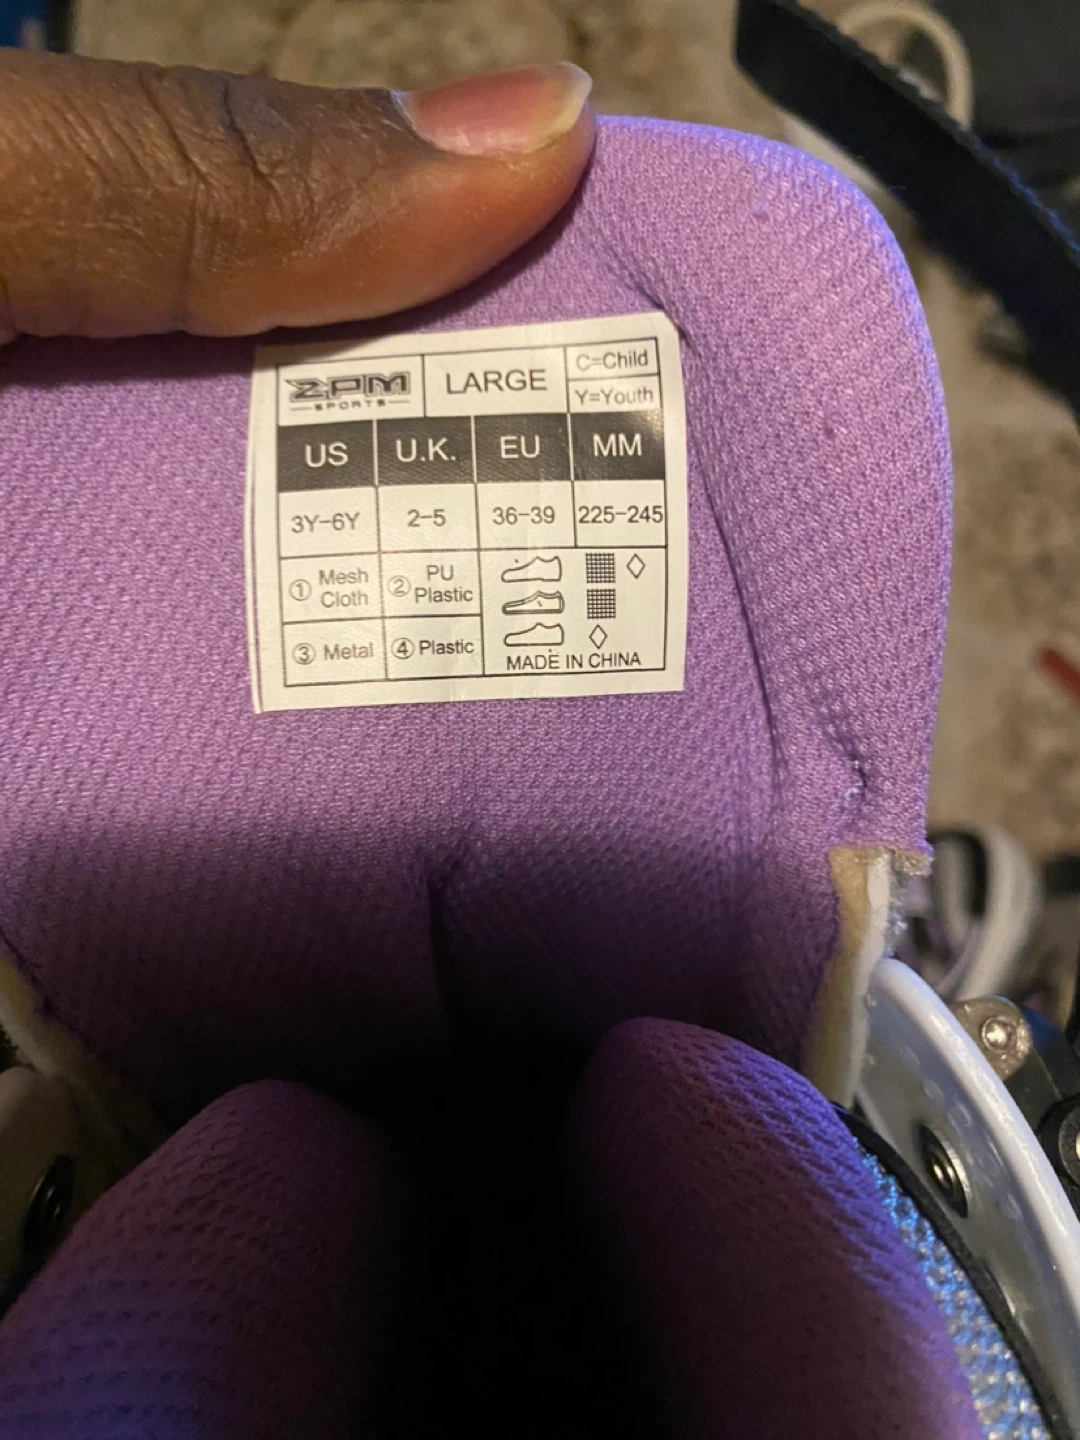 2PM
SPORTS
LARGE
C=Child
Y=Youth
US U.K. EU MM
3Y-6Y 2-5 36-39 225-245
① Mesh
Cloth
② PU
Plastic
③ Metal
④ Plastic
MADE IN CHINA